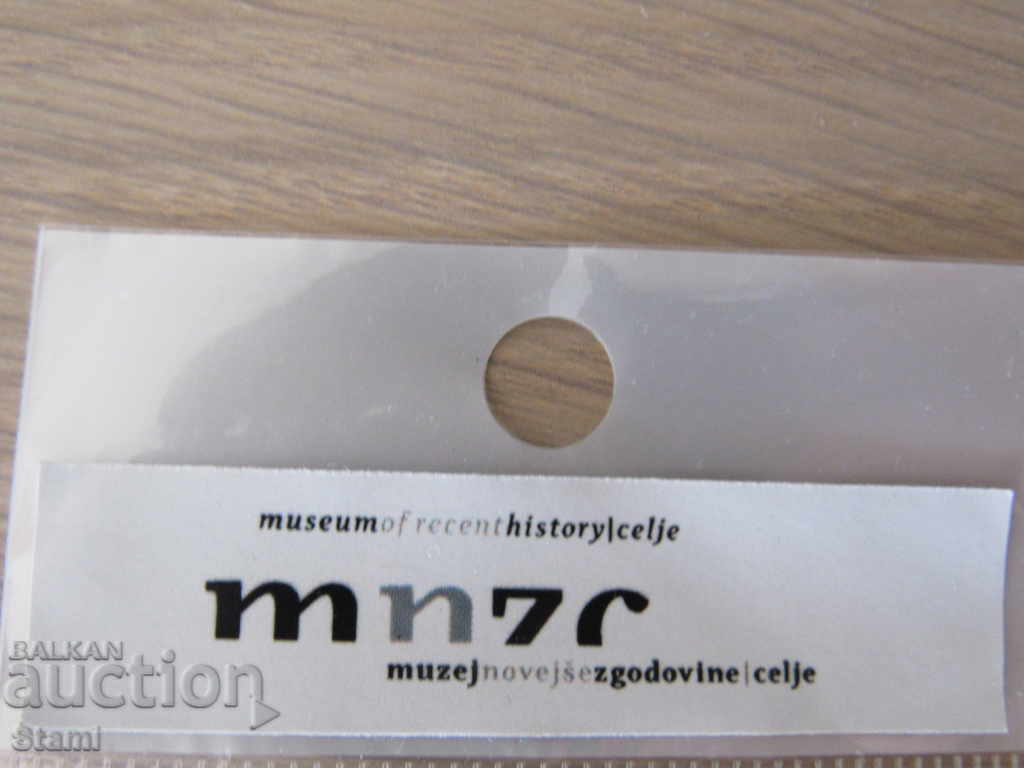 museumofrecenthistory|celje
mnzc
muzejnovejšezgodovine|celje
BALKAN
auction
Stami